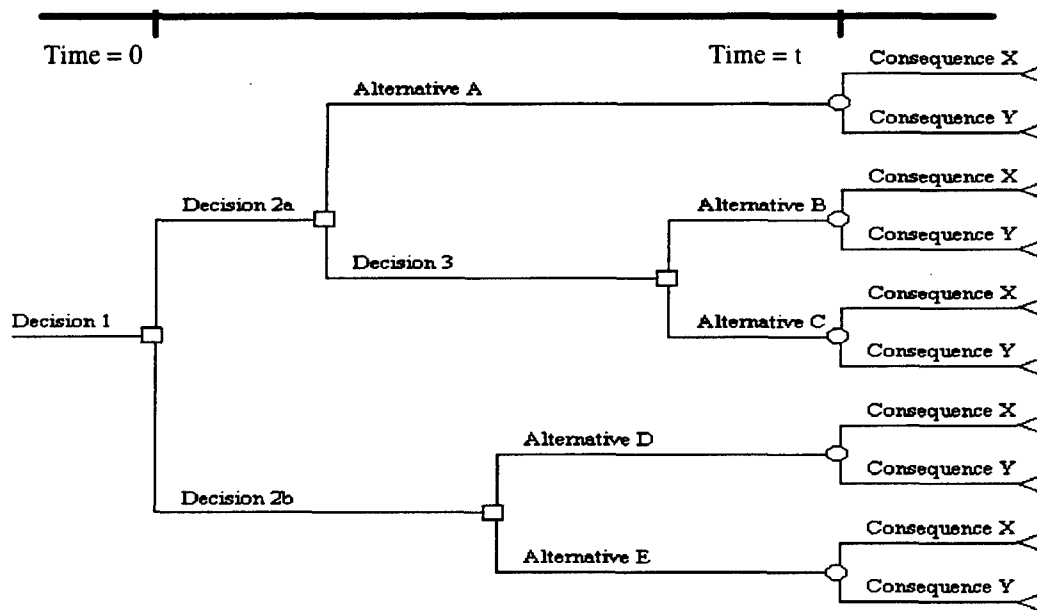 Time = 0
Time = t
Consequence X
Alternative A
Consequence Y
Consequence X
Decision 2a
Alternative B
Consequence Y
Decision 3
Consequence X
Decision 1
Alternative C
Consequence Y
Consequence X
Alternative D
Consequence Y
Decision 2b
Consequence X
Alternative E
Consequence Y